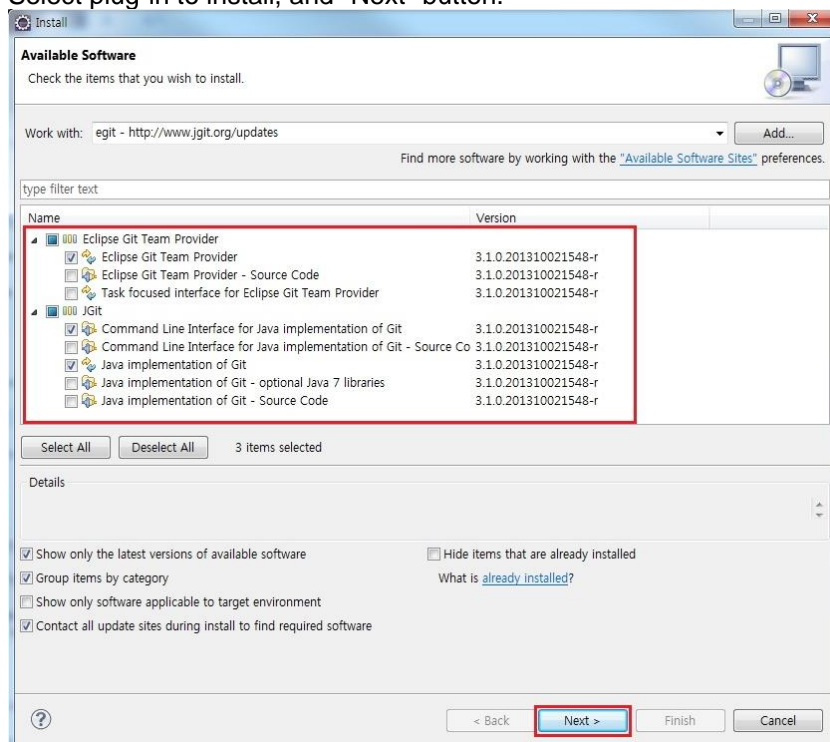 Select plug-in to install, and "Next" button.
Install
Available Software
Check the items that you wish to install.
Work with: egit - http://www.jgit.org/updates
Add...
Find more software by working with the "Available Software Sites" preferences.
type filter text
Name Version
Eclipse Git Team Provider
Eclipse Git Team Provider 3.1.0.201310021548-r
Eclipse Git Team Provider - Source Code 3.1.0.201310021548-r
Task focused interface for Eclipse Git Team Provider 3.1.0.201310021548-r
JGit
Command Line Interface for Java implementation of Git 3.1.0.201310021548-r
Command Line Interface for Java implementation of Git - Source Co 3.1.0.201310021548-r
Java implementation of Git 3.1.0.201310021548-r
Java implementation of Git - optional Java 7 libraries 3.1.0.201310021548-r
Java implementation of Git - Source Code 3.1.0.201310021548-r
Select All Deselect All 3 items selected
Details
Show only the latest versions of available software Hide items that are already installed
Group items by category What is already installed?
Show only software applicable to target environment
Contact all update sites during install to find required software
? < Back Next > Finish Cancel